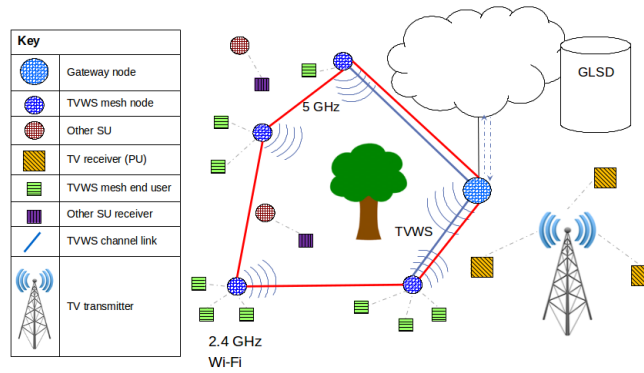 Key
Gateway node
TVWS mesh node
Other SU
TV receiver (PU)
TVWS mesh end user
Other SU receiver
TVWS channel link
TV transmitter
GLSD
5 GHz
TVWS
2.4 GHz
Wi-Fi